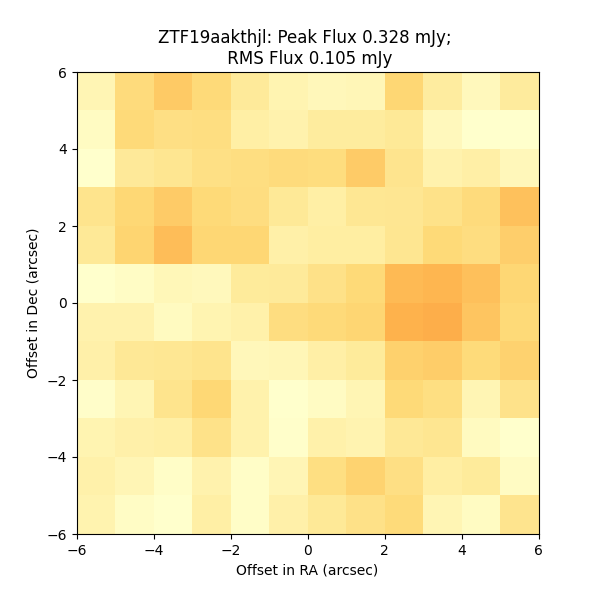 ZTF19aakthjl: Peak Flux 0.328 mJy;
RMS Flux 0.105 mJy
6
4
2
0
−2
−4
−6
Offset in Dec (arcsec)
−6 −4 −2 0 2 4 6
Offset in RA (arcsec)